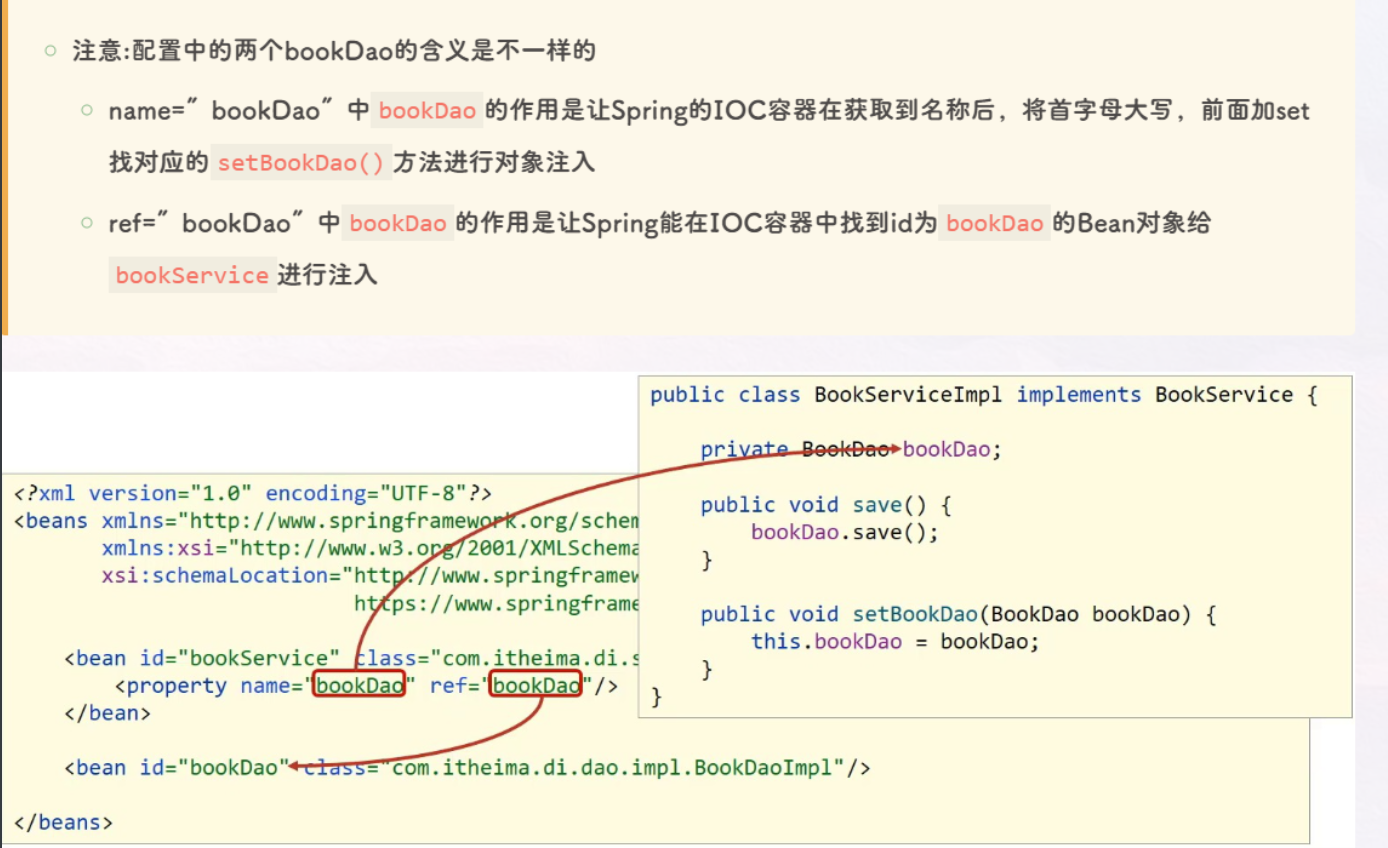 注意:配置中的两个bookDao的含义是不一样的
name=" bookDao" 中 bookDao 的作用是让Spring的IOC容器在获取到名称后，将首字母大写，前面加set
找对应的 setBookDao() 方法进行对象注入
ref=" bookDao" 中 bookDao 的作用是让Spring能在IOC容器中找到id为 bookDao 的Bean对象给
bookService 进行注入
public class BookServiceImpl implements BookService {
private BookDao bookDao;
public void save() {
bookDao.save();
}
public void setBookDao(BookDao bookDao) {
this.bookDao = bookDao;
}
}
<?xml version="1.0" encoding="UTF-8"?>
<beans xmlns="http://www.springframework.org/schem
xmlns:xsi="http://www.w3.org/2001/XMLSchema
xsi:schemaLocation="http://www.springframew
https://www.springframe
<bean id="bookService" class="com.itheima.di.s
<property name="bookDao" ref="bookDao"/>
</bean>
<bean id="bookDao" class="com.itheima.di.dao.impl.BookDaoImpl"/>
</beans>